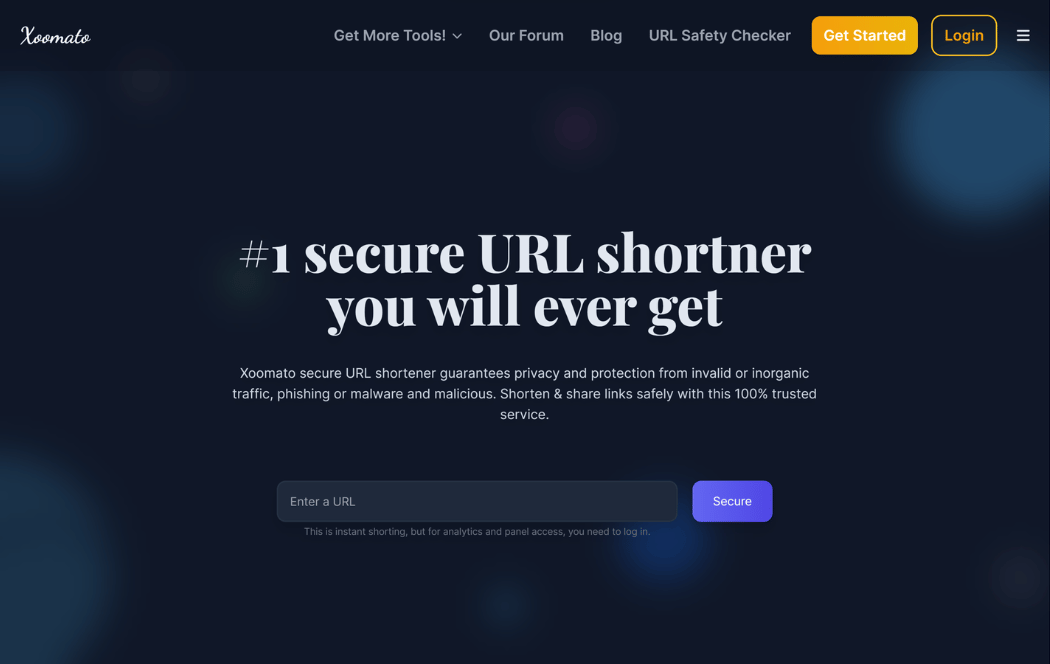 Xoomato
Get More Tools!
Our Forum
Blog
URL Safety Checker
Get Started
Login
#1 secure URL shortner
you will ever get
Xoomato secure URL shortener guarantees privacy and protection from invalid or inorganic
traffic, phishing or malware and malicious. Shorten & share links safely with this 100% trusted
service.
Enter a URL
Secure
This is instant shorting, but for analytics and panel access, you need to log in.